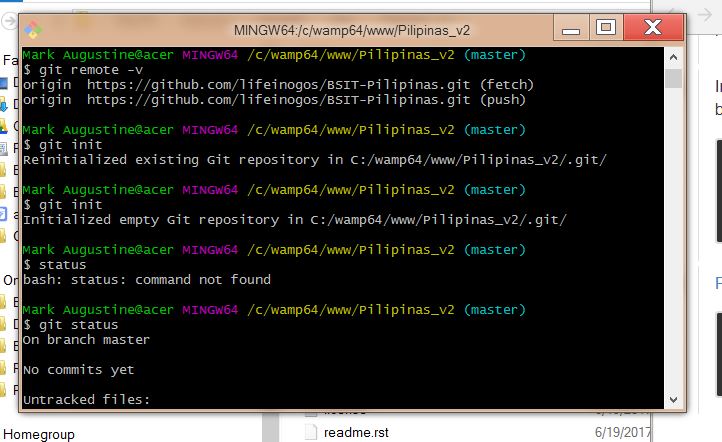 MINGW64:/c/wamp64/www/Pilipinas_v2
Mark Augustine@acer MINGW64 /c/wamp64/www/Pilipinas_v2 (master)
$ git remote -v
origin  https://github.com/lifeinogos/BSIT-Pilipinas.git (fetch)
origin  https://github.com/lifeinogos/BSIT-Pilipinas.git (push)
Mark Augustine@acer MINGW64 /c/wamp64/www/Pilipinas_v2 (master)
$ git init
Reinitialized existing Git repository in C:/wamp64/www/Pilipinas_v2/.git/
Mark Augustine@acer MINGW64 /c/wamp64/www/Pilipinas_v2 (master)
$ git init
Initialized empty Git repository in C:/wamp64/www/Pilipinas_v2/.git/
Mark Augustine@acer MINGW64 /c/wamp64/www/Pilipinas_v2 (master)
$ status
bash: status: command not found
Mark Augustine@acer MINGW64 /c/wamp64/www/Pilipinas_v2 (master)
$ git status
On branch master
No commits yet
Untracked files:
readme.rst
6/19/2017
Homegroup